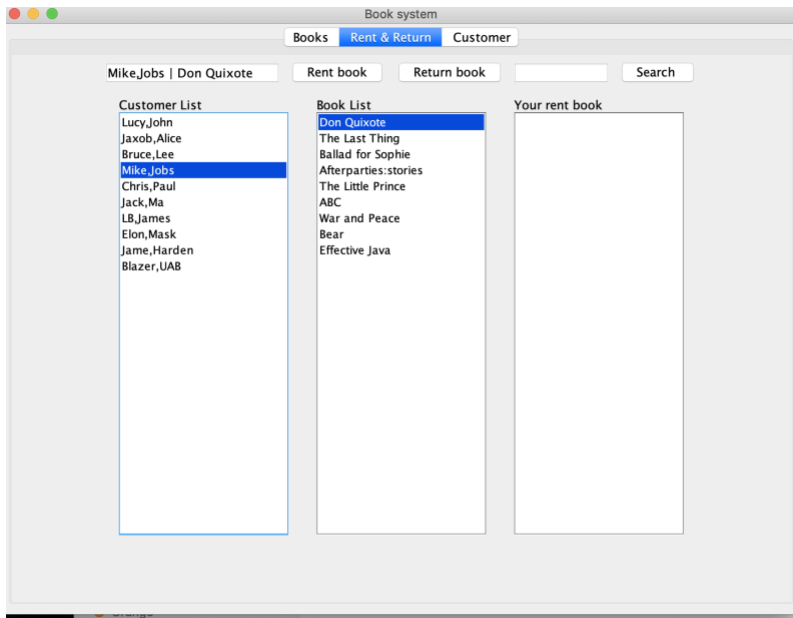 Book system
Books Rent & Return Customer
Mike,Jobs | Don Quixote Rent book Return book Search
Customer List
Lucy,John
Jaxob,Alice
Bruce,Lee
Mike,Jobs
Chris,Paul
Jack,Ma
LB,James
Elon,Mask
Jame,Harden
Blazer,UAB
Book List
Don Quixote
The Last Thing
Ballad for Sophie
Afterparties:stories
The Little Prince
ABC
War and Peace
Bear
Effective Java
Your rent book